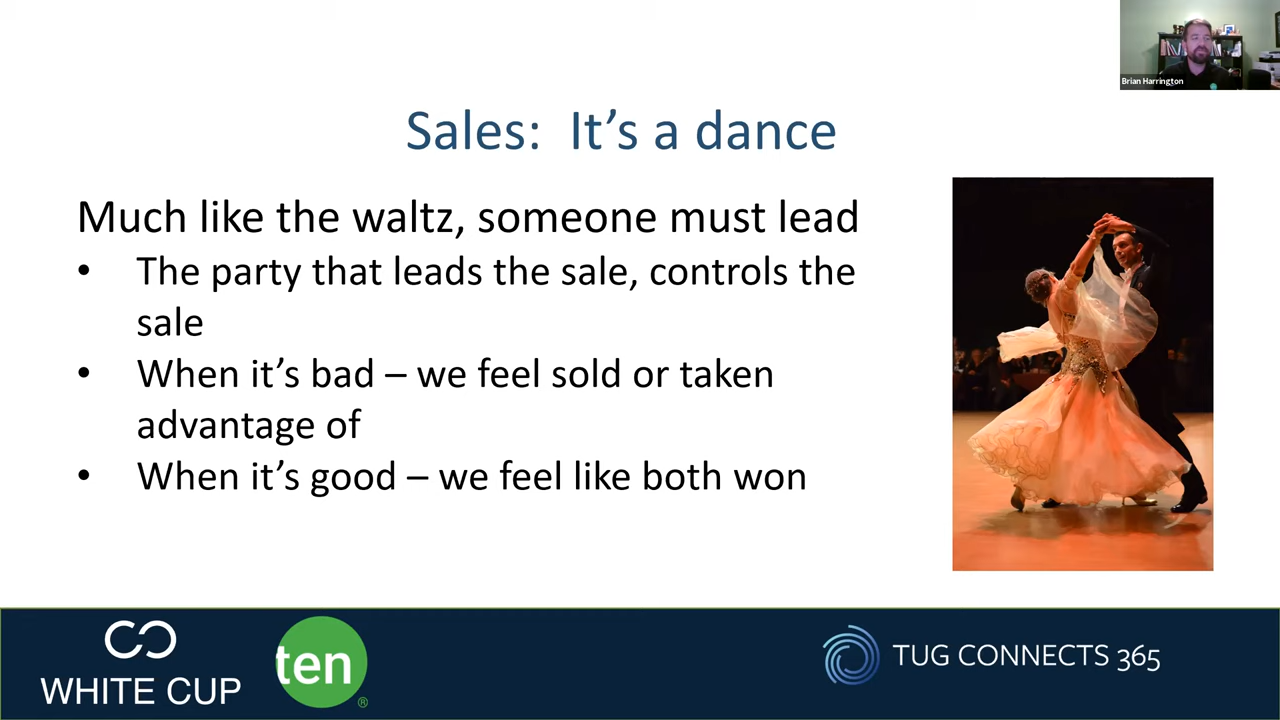 Brian Harrington
Sales:  It’s a dance
Much like the waltz, someone must lead
• The party that leads the sale, controls the
sale
• When it’s bad – we feel sold or taken
advantage of
• When it’s good – we feel like both won
WHITE CUP
ten®
TUG CONNECTS 365